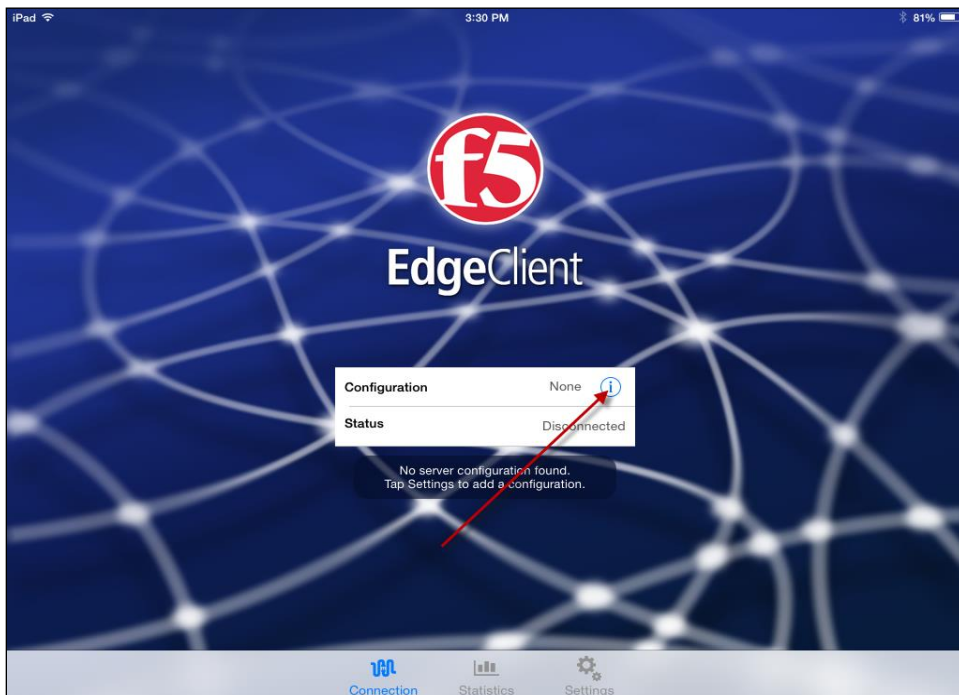 iPad 3:30 PM 81%
f5
EdgeClient
Configuration None i
Status Disconnected
No server configuration found.
Tap Settings to add a configuration.
Connection Statistics Settings